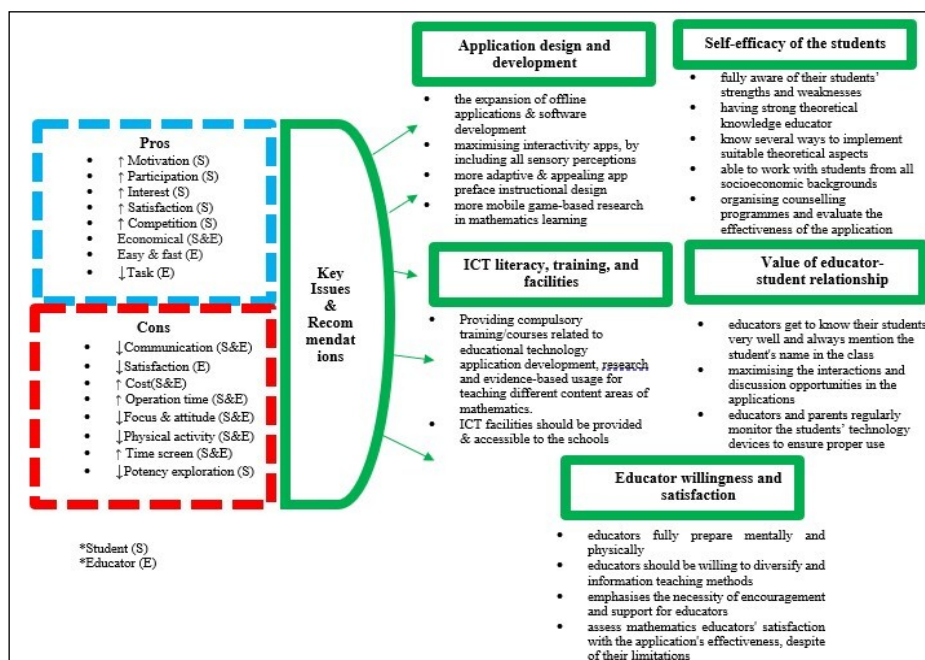 Pros
• ↑ Motivation (S)
• ↑ Participation (S)
• ↑ Interest (S)
• ↑ Satisfaction (S)
• ↑ Competition (S)
• Economical (S&E)
• Easy & fast (E)
• ↓Task (E)
Cons
• ↓Communication (S&E)
• ↓Satisfaction (E)
• ↑ Cost(S&E)
• ↑ Operation time (S&E)
• ↓Focus & attitude (S&E)
• ↓Physical activity (S&E)
• ↑ Time screen (S&E)
• ↓Potency exploration (S)
*Student (S)
*Educator (E)
Key
Issues
&
Recom
mendat
ions
Application design and
development
• the expansion of offline
applications & software
development
• maximising interactivity apps, by
including all sensory perceptions
• more adaptive & appealing app
preface instructional design
• more mobile game-based research
in mathematics learning
Self-efficacy of the students
• fully aware of their students’
strengths and weaknesses
• having strong theoretical
knowledge educator
• know several ways to implement
suitable theoretical aspects
• able to work with students from all
socioeconomic backgrounds
• organising counselling
programmes and evaluate the
effectiveness of the application
ICT literacy, training, and
facilities
• Providing compulsory
training/courses related to
educational technology
application development, research
and evidence-based usage for
teaching different content areas of
mathematics.
• ICT facilities should be provided
& accessible to the schools
Value of educator-
student relationship
• educators get to know their students
very well and always mention the
student's name in the class
• maximising the interactions and
discussion opportunities in the
applications
• educators and parents regularly
monitor the students’ technology
devices to ensure proper use
Educator willingness and
satisfaction
• educators fully prepare mentally and
physically
• educators should be willing to diversify and
information teaching methods
• emphasises the necessity of encouragement
and support for educators
• assess mathematics educators' satisfaction
with the application's effectiveness, despite
of their limitations